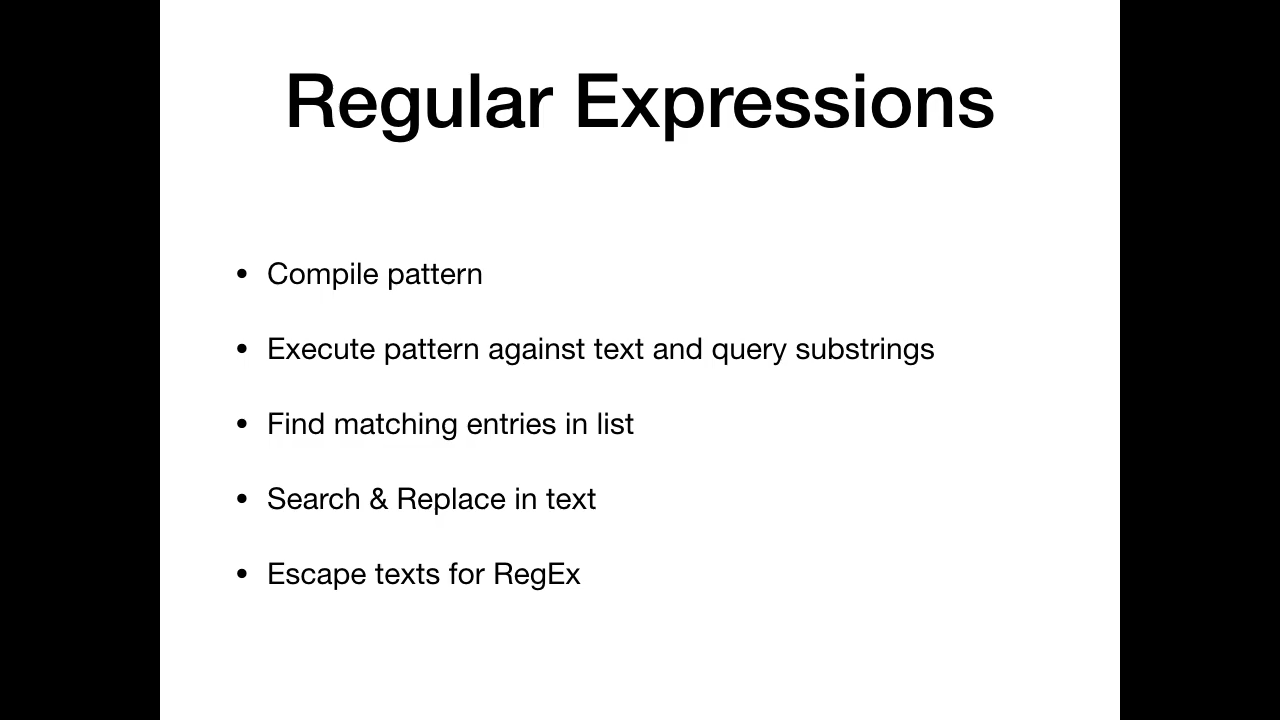 Regular Expressions
• Compile pattern
• Execute pattern against text and query substrings
• Find matching entries in list
• Search & Replace in text
• Escape texts for RegEx